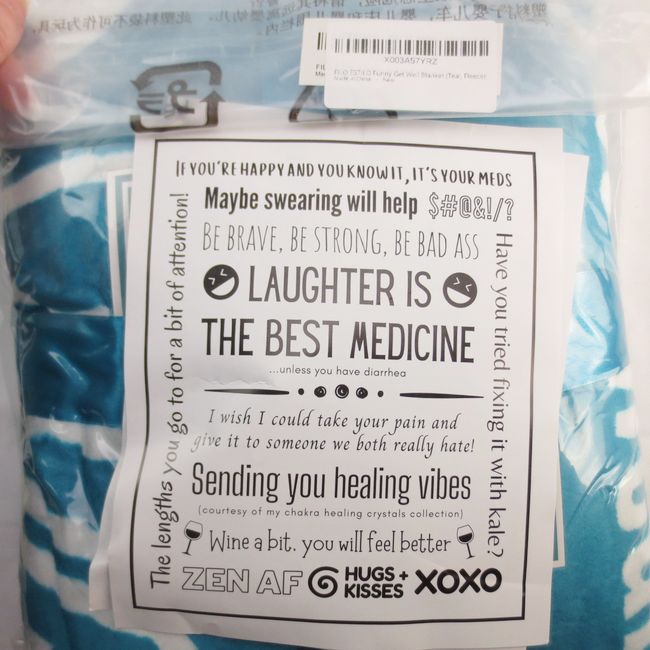 X003A57YRZ
IF YOU'RE HAPPY AND YOU KNOW IT, IT'S YOUR MEDS
Maybe swearing will help $#@&!/?
BE BRAVE, BE STRONG, BE BAD ASS
LAUGHTER IS
THE BEST MEDICINE
...unless you have diarrhea
I wish I could take your pain and
give it to someone we both really hate!
Sending you healing vibes
(courtesy of my chakra healing crystals collection)
Wine a bit, you will feel better
ZEN AF HUGS + KISSES XOXO
The lengths you go to for a bit of attention!
Have you tried fixing it with kale?